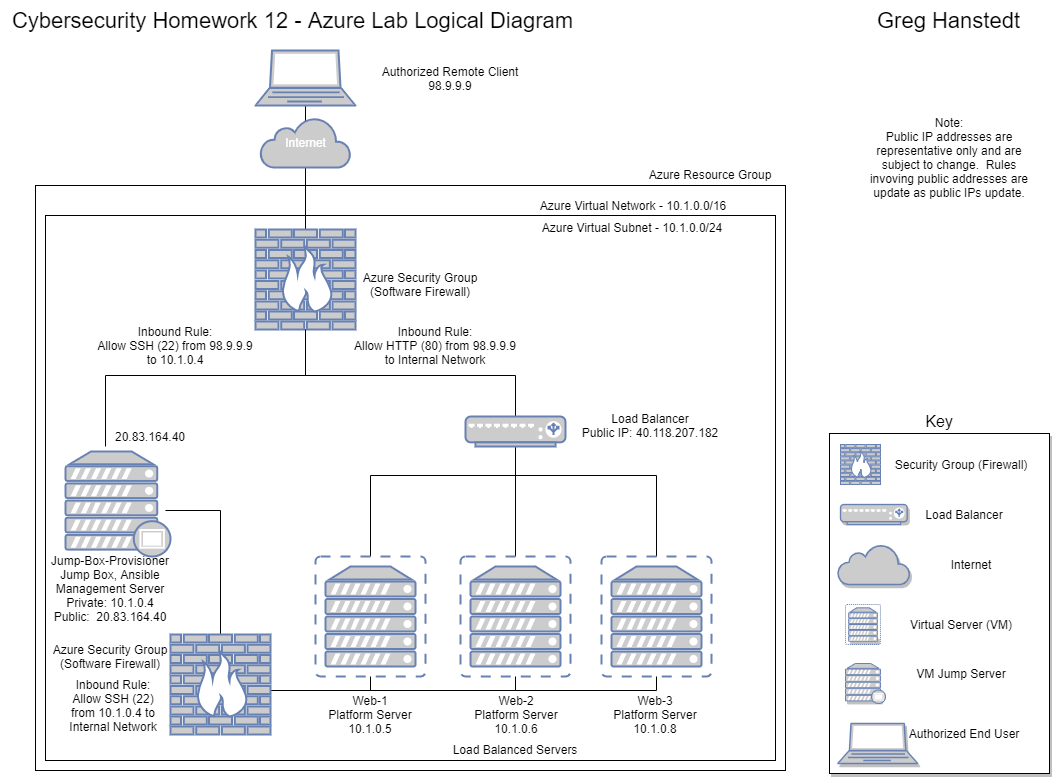 Cybersecurity Homework 12 - Azure Lab Logical Diagram
Greg Hanstedt
Authorized Remote Client
98.9.9.9
Internet
Note:
Public IP addresses are
representative only and are
subject to change.  Rules
invoving public addresses are
update as public IPs update.
Azure Resource Group
Azure Virtual Network - 10.1.0.0/16
Azure Virtual Subnet - 10.1.0.0/24
Azure Security Group
(Software Firewall)
Inbound Rule:
Allow SSH (22) from 98.9.9.9
to 10.1.0.4
Inbound Rule:
Allow HTTP (80) from 98.9.9.9
to Internal Network
20.83.164.40
Load Balancer
Public IP: 40.118.207.182
Jump-Box-Provisioner
Jump Box, Ansible
Management Server
Private: 10.1.0.4
Public:  20.83.164.40
Azure Security Group
(Software Firewall)
Inbound Rule:
Allow SSH (22)
from 10.1.0.4 to
Internal Network
Web-1
Platform Server
10.1.0.5
Web-2
Platform Server
10.1.0.6
Web-3
Platform Server
10.1.0.8
Load Balanced Servers
Key
Security Group (Firewall)
Load Balancer
Internet
Virtual Server (VM)
VM Jump Server
Authorized End User